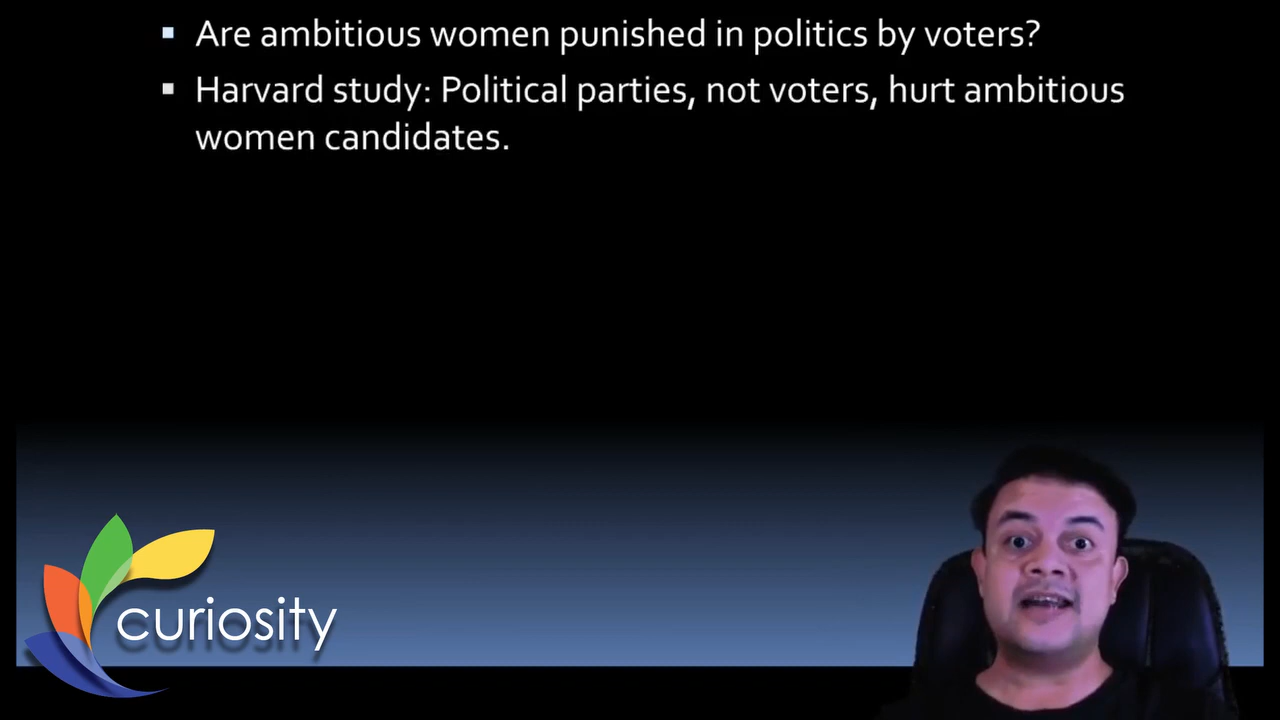 Are ambitious women punished in politics by voters?
Harvard study: Political parties, not voters, hurt ambitious
women candidates.
curiosity